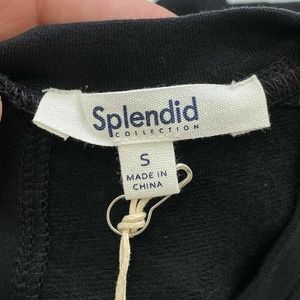 Splendid
COLLECTION
S
MADE IN
CHINA